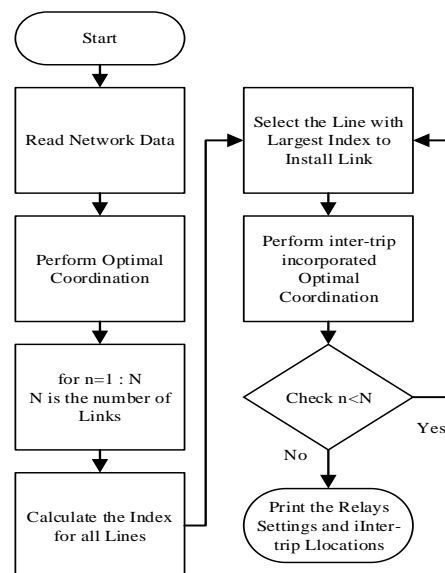 Start
Read Network Data
Perform Optimal
Coordination
for n=1 : N
N is the number of
Links
Calculate the Index
for all Lines
Select the Line with
Largest Index to
Install Link
Perform inter-trip
incorporated
Optimal
Coordination
Check n<N
Yes
No
Print the Relays
Settings and iInter-
trip Llocations